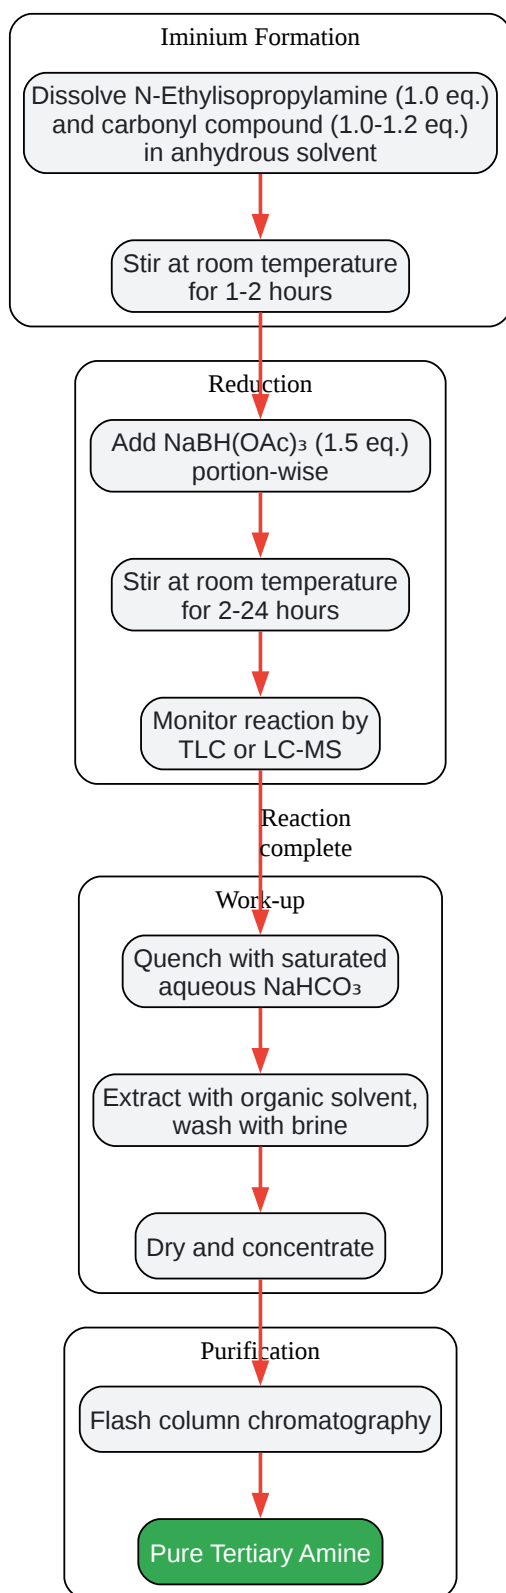 Iminium Formation
Dissolve N-Ethylisopropylamine (1.0 eq.)
and carbonyl compound (1.0-1.2 eq.)
in anhydrous solvent
Stir at room temperature
for 1-2 hours
Reduction
Add NaBH(OAc)₃ (1.5 eq.)
portion-wise
Stir at room temperature
for 2-24 hours
Monitor reaction by
TLC or LC-MS
Reaction
complete
Work-up
Quench with saturated
aqueous NaHCO₃
Extract with organic solvent,
wash with brine
Dry and concentrate
Purification
Flash column chromatography
Pure Tertiary Amine